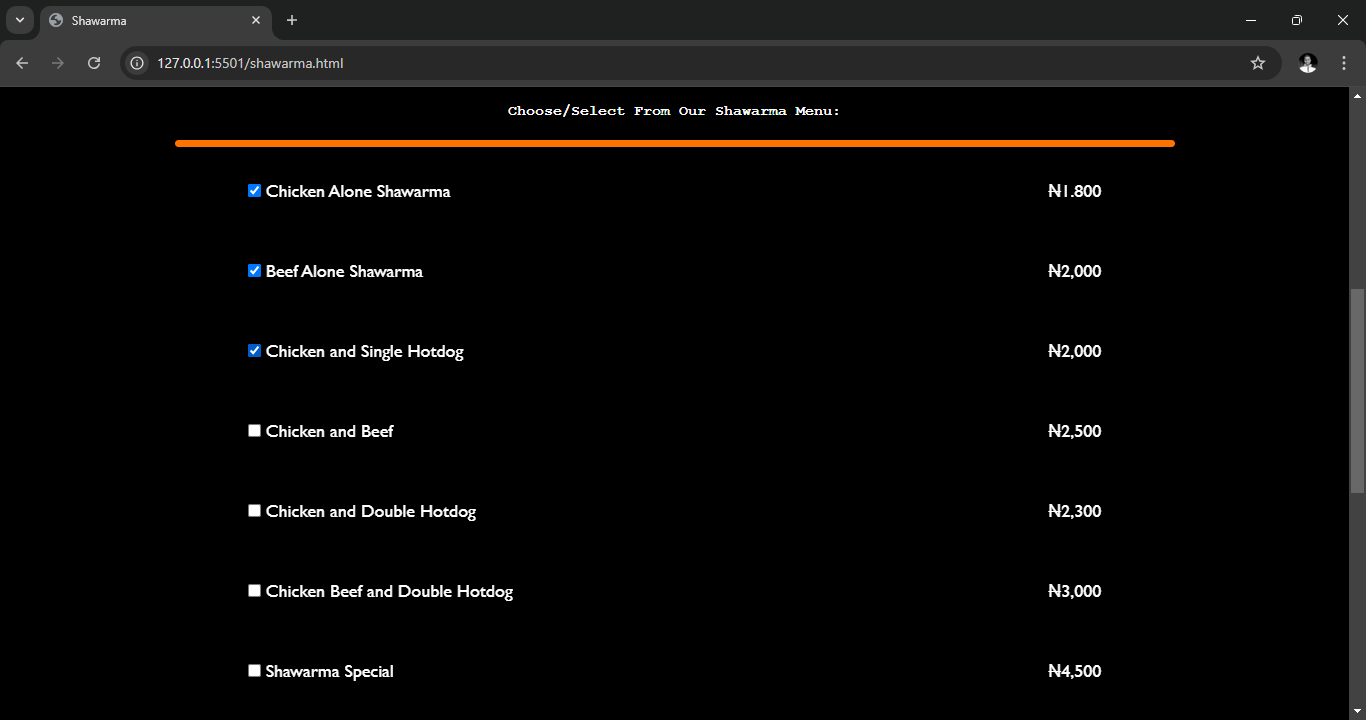 Shawarma
127.0.0.1:5501/shawarma.html
Choose/Select From Our Shawarma Menu:
Chicken Alone Shawarma ₦1.800
Beef Alone Shawarma ₦2,000
Chicken and Single Hotdog ₦2,000
Chicken and Beef ₦2,500
Chicken and Double Hotdog ₦2,300
Chicken Beef and Double Hotdog ₦3,000
Shawarma Special ₦4,500